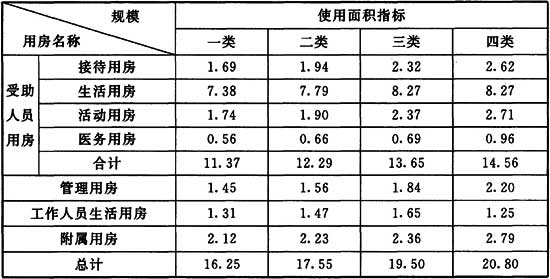 规模 使用面积指标
用房名称 一类 二类 三类 四类
受助人员用房 接待用房 1.69 1.94 2.32 2.62
生活用房 7.38 7.79 8.27 8.27
活动用房 1.74 1.90 2.37 2.71
医务用房 0.56 0.66 0.69 0.96
合计 11.37 12.29 13.65 14.56
管理用房 1.45 1.56 1.84 2.20
工作人员生活用房 1.31 1.47 1.65 1.25
附属用房 2.12 2.23 2.36 2.79
总计 16.25 17.55 19.50 20.80